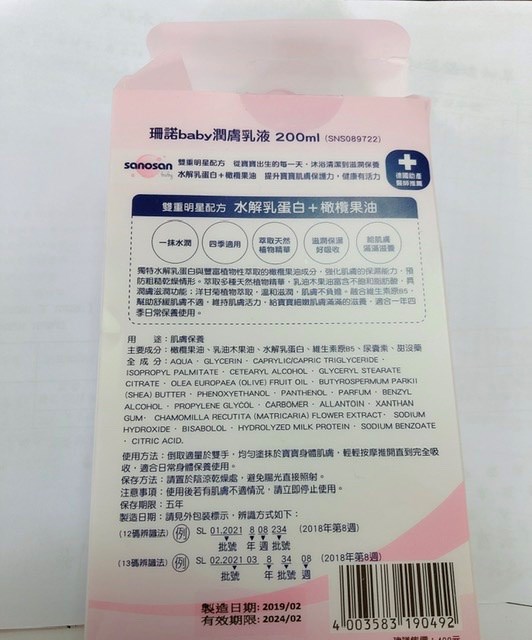 珊諾baby潤膚乳液 200ml (SNS089722)
sanosan
baby
雙重明星配方 從寶寶出生的每一天，沐浴清潔到滋潤保養
水解乳蛋白＋橄欖果油 提升寶寶肌膚保護力，健康有活力
德國助產
醫師推薦
雙重明星配方 水解乳蛋白＋橄欖果油
一抹水潤
四季適用
萃取天然
植物精華
滋潤保濕
好吸收
給肌膚
滿滿滋養
獨特水解乳蛋白與豐富植物性萃取的橄欖果油成分，強化肌膚的保濕能力，預
防粗糙乾燥情形。萃取多種天然植物精華，乳油木果油富含不飽和脂肪酸，具
潤膚滋潤功能；洋甘菊植物萃取，溫和滋潤，肌膚不負擔。融合維生素原B5，
幫助舒緩肌膚不適，維持肌膚活力，給寶寶細嫩肌膚滿滿的滋養，適合一年四
季日常保養使用。
用 途：肌膚保養
主要成分：橄欖果油、乳油木果油、水解乳蛋白、維生素原B5、尿囊素、甜沒藥
全 成 分：AQUA、GLYCERIN、CAPRYLIC/CAPRIC TRIGLYCERIDE、
ISOPROPYL PALMITATE、CETEARYL ALCOHOL、GLYCERYL STEARATE
CITRATE、OLEA EUROPAEA (OLIVE) FRUIT OIL、BUTYROSPERMUM PARKII
(SHEA) BUTTER、PHENOXYETHANOL、PANTHENOL、PARFUM、BENZYL
ALCOHOL、PROPYLENE GLYCOL、CARBOMER、ALLANTOIN、XANTHAN
GUM、CHAMOMILLA RECUTITA (MATRICARIA) FLOWER EXTRACT、SODIUM
HYDROXIDE、BISABOLOL、HYDROLYZED MILK PROTEIN、SODIUM BENZOATE
、CITRIC ACID.
使用方法：倒取適量於雙手，均勻塗抹於寶寶身體肌膚，輕輕按摩推開直到完全吸
收，適合日常身體保養使用。
保存方法：請置於陰涼乾燥處，避免陽光直接照射。
注意事項：使用後若有肌膚不適情況，請立即停止使用。
保存期限：五年
製造日期：請見外包裝標示，辨識方式如下：
(12碼辨識法) 例 SL 01.2021 8 08 234 (2018年第8週)
批號 年 週 批號
(13碼辨識法) 例 SL 02.2021 03 8 34 08 (2018年第8週)
批號 年 批號 週
製造日期: 2019/02
有效期限: 2024/02
4 003583 190492